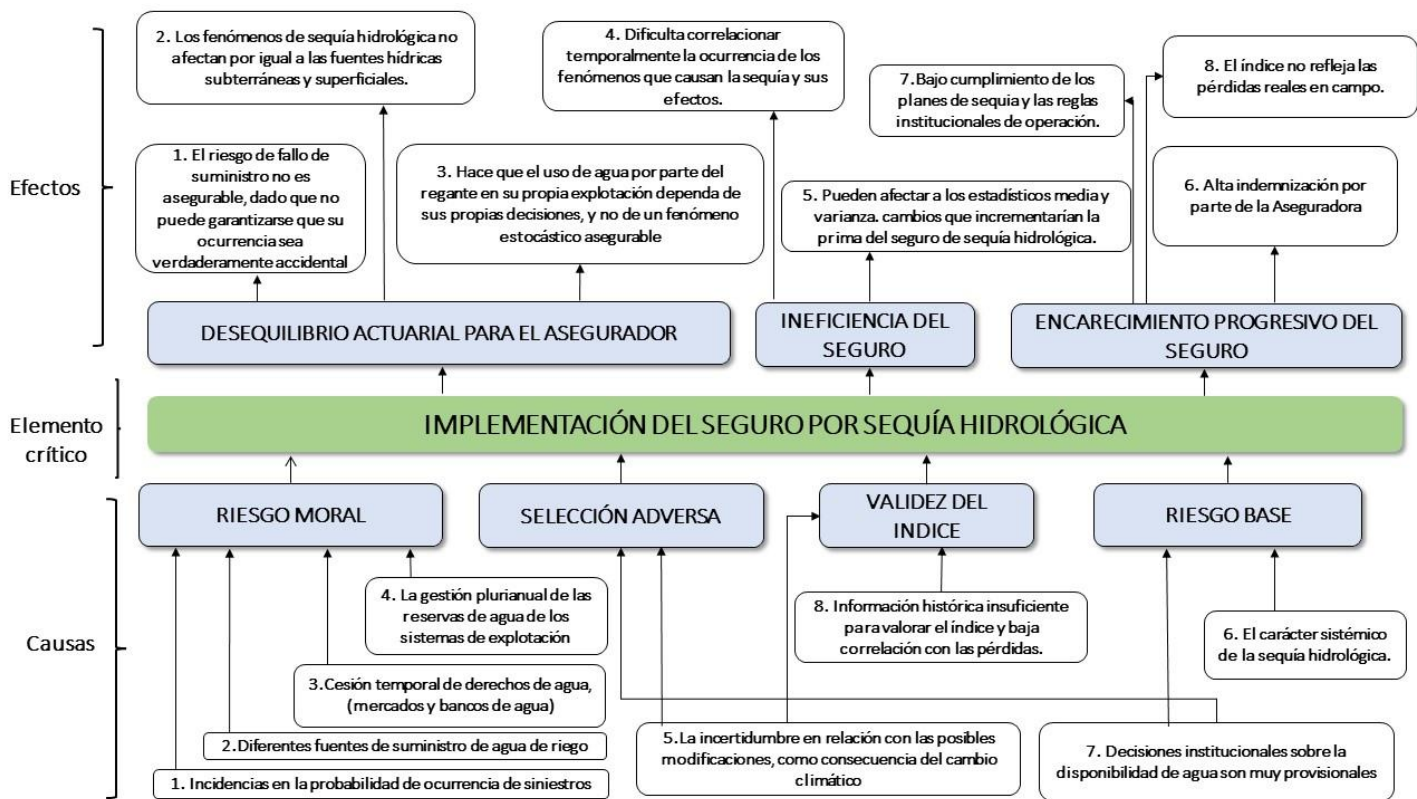 2. Los fenómenos de sequía hidrológica no
afectan por igual a las fuentes hídricas
subterráneas y superficiales.
4. Dificulta correlacionar
temporalmente la ocurrencia de los
fenómenos que causan la sequía y sus
efectos.
7.Bajo cumplimiento de los
planes de sequia y las reglas
institucionales de operación.
8. El índice no refleja las
pérdidas reales en campo.
Efectos
1. El riesgo de fallo de
suministro no es
asegurable, dado que no
puede garantizarse que su
ocurrencia sea
verdaderamente accidental
3. Hace que el uso de agua por parte del
regante en su propia explotación dependa de
sus propias decisiones, y no de un fenómeno
estocástico asegurable
5. Pueden afectar a los estadísticos media y
varianza. cambios que incrementarían la
prima del seguro de sequía hidrológica.
6. Alta indemnización por
parte de la Aseguradora
DESEQUILIBRIO ACTUARIAL PARA EL ASEGURADOR
INEFICIENCIA DEL
SEGURO
ENCARECIMIENTO PROGRESIVO DEL
SEGURO
Elemento
crítico
IMPLEMENTACIÓN DEL SEGURO POR SEQUÍA HIDROLÓGICA
RIESGO MORAL
SELECCIÓN ADVERSA
VALIDEZ DEL
INDICE
RIESGO BASE
Causas
4. La gestión plurianual de las
reservas de agua de los
sistemas de explotación
8. Información histórica insuficiente
para valorar el índice y baja
correlación con las pérdidas.
6. El carácter sistémico
de la sequía hidrológica.
3.Cesión temporal de derechos de agua,
(mercados y bancos de agua)
2.Diferentes fuentes de suministro de agua de riego
1. Incidencias en la probabilidad de ocurrencia de siniestros
5.La incertidumbre en relación con las posibles
modificaciones, como consecuencia del cambio
climático
7. Decisiones institucionales sobre la
disponibilidad de agua son muy provisionales